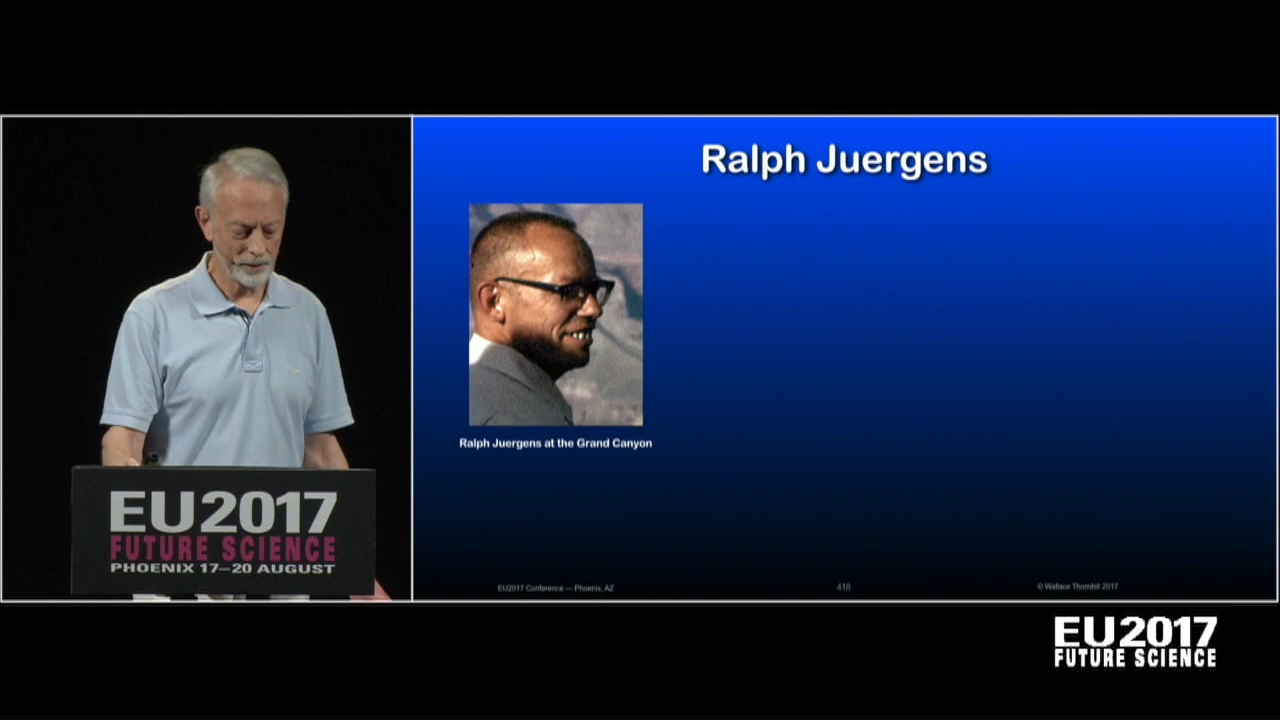 Ralph Juergens
Ralph Juergens at the Grand Canyon
EU2017 Conference — Phoenix, AZ
418
© Wallace Thornhill 2017
EU2017
FUTURE SCIENCE
PHOENIX 17–20 AUGUST
EU2017
FUTURE SCIENCE